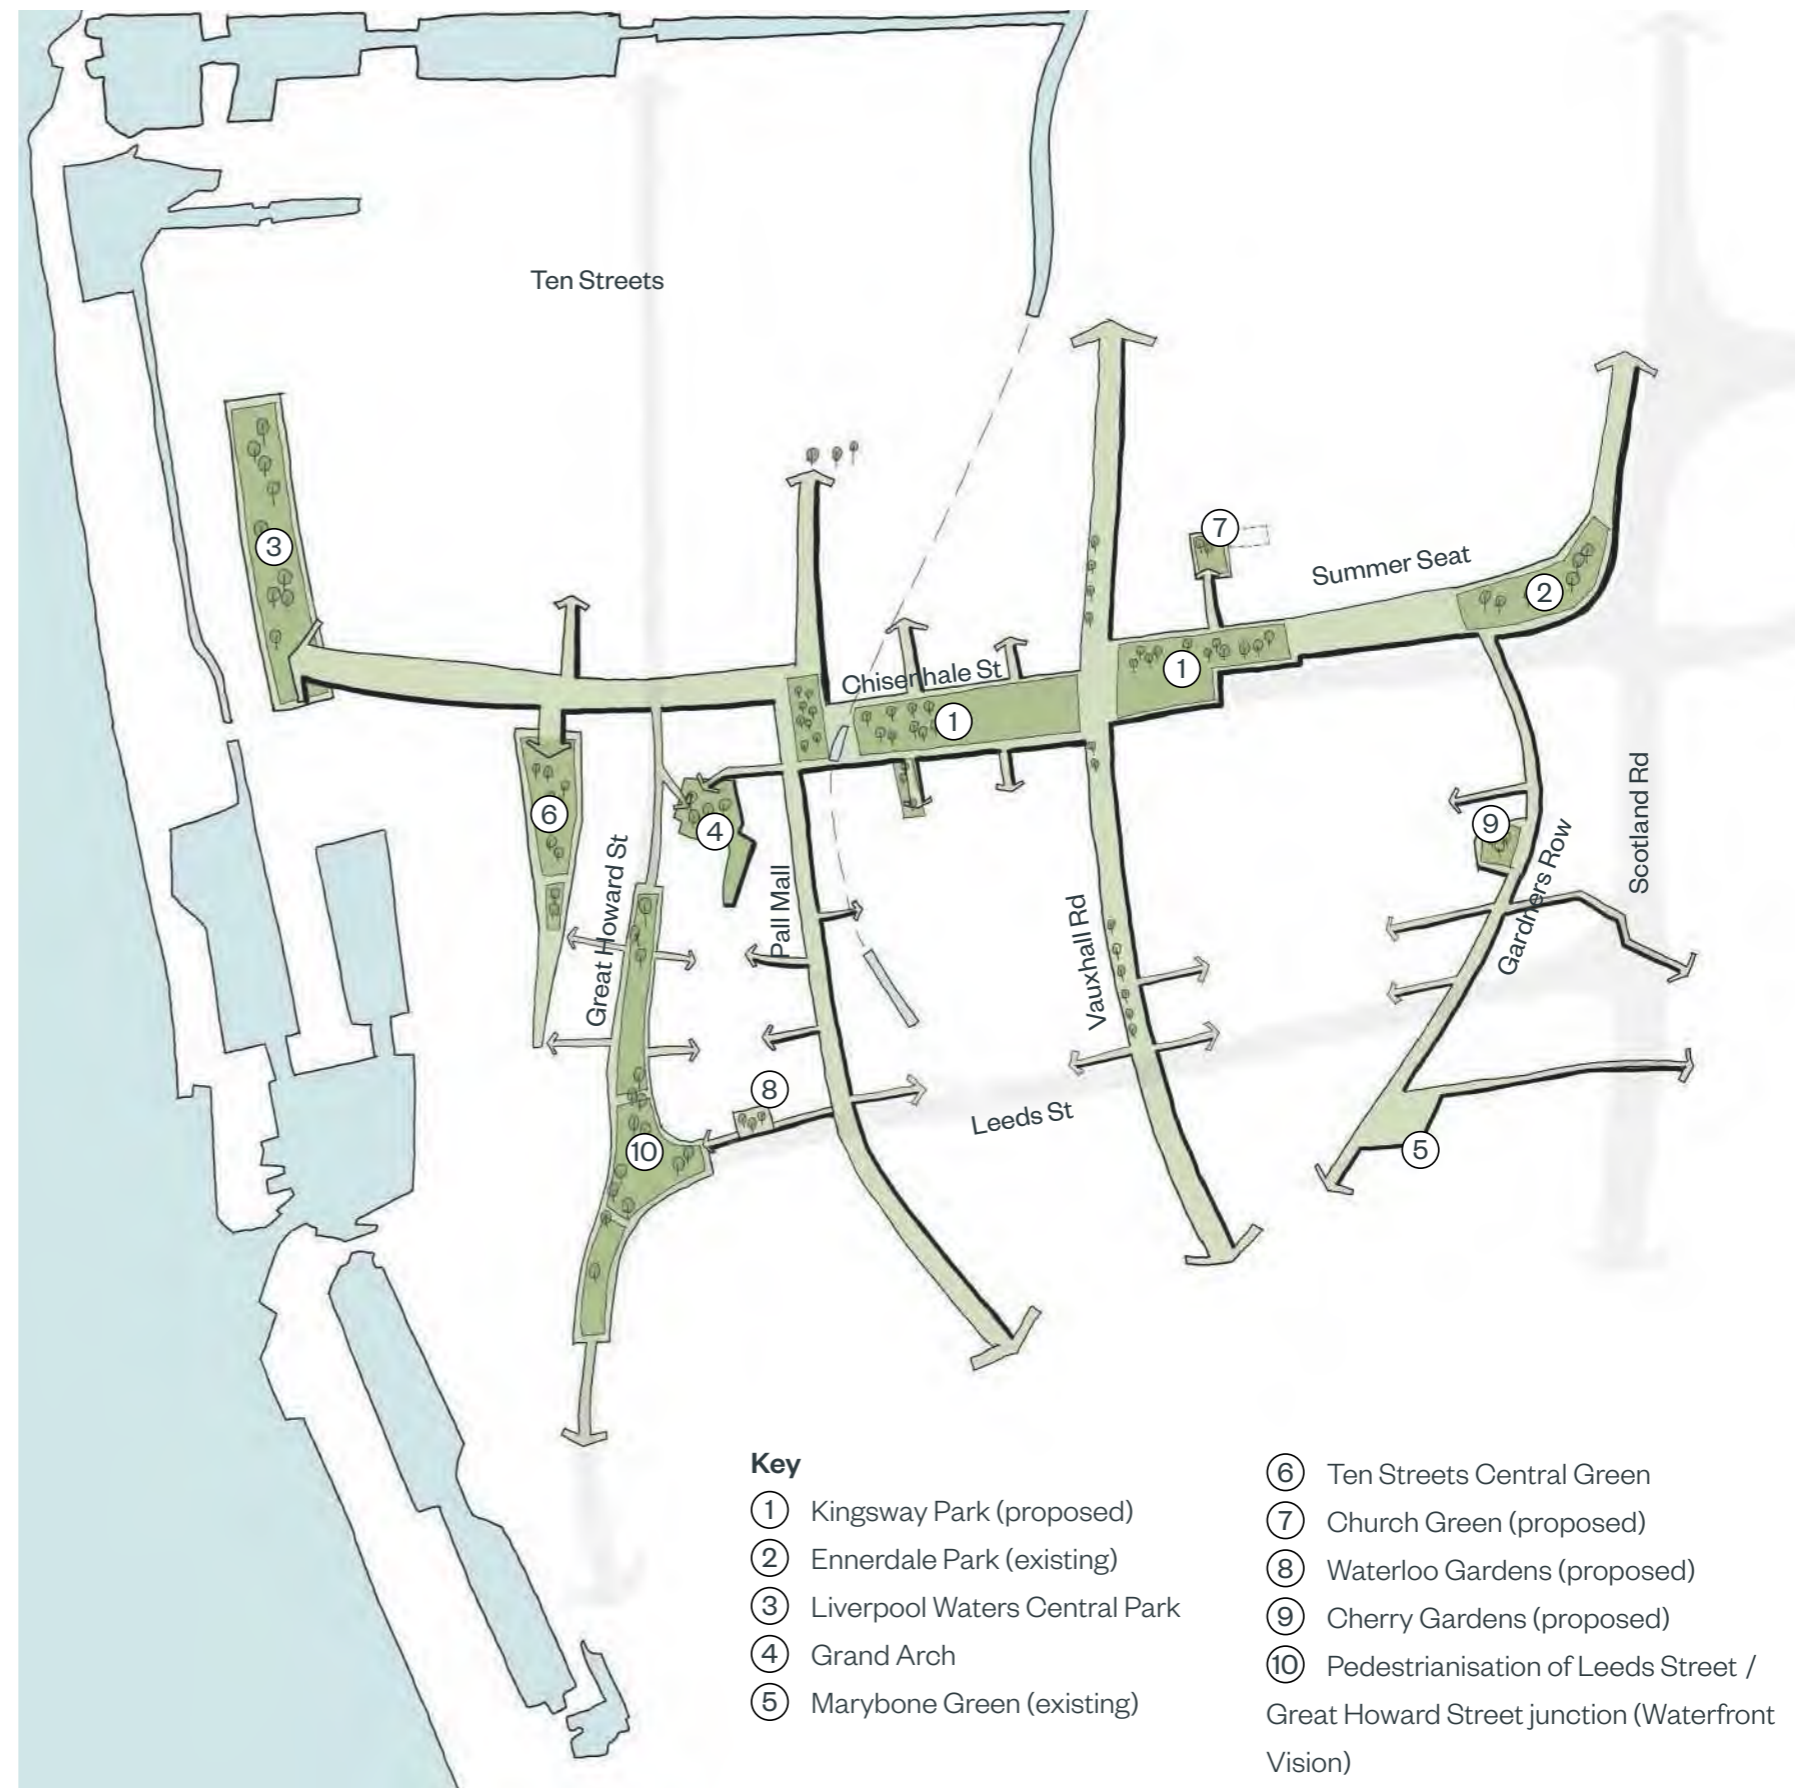 Ten Streets
7
Summer Seat
3
2
Chisenhale St
1
1
6
4
9
Great Howard St
Pall Mall
Vauxhall Rd
Gardners Row
Scotland Rd
8
Leeds St
10
5
Key
1 Kingsway Park (proposed)
2 Ennerdale Park (existing)
3 Liverpool Waters Central Park
4 Grand Arch
5 Marybone Green (existing)
6 Ten Streets Central Green
7 Church Green (proposed)
8 Waterloo Gardens (proposed)
9 Cherry Gardens (proposed)
10 Pedestrianisation of Leeds Street /
Great Howard Street junction (Waterfront
Vision)